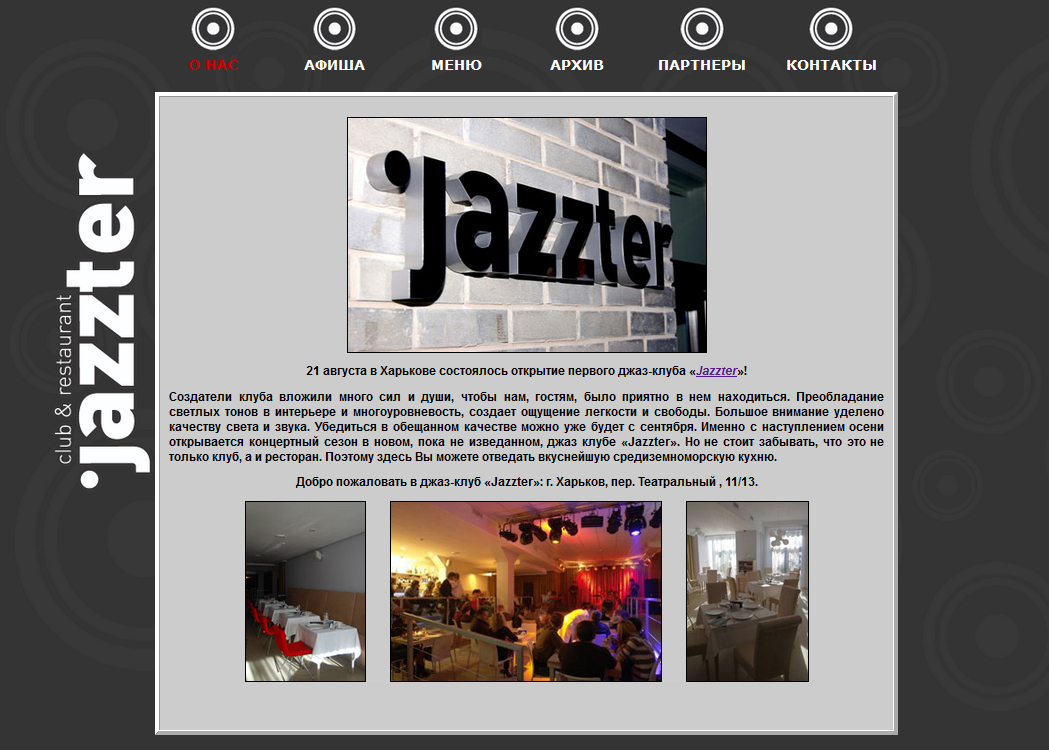 О НАС
АФИША
МЕНЮ
АРХИВ
ПАРТНЕРЫ
КОНТАКТЫ
club & restaurant
'jazzter
'jazzter
21 августа в Харькове состоялось открытие первого джаз-клуба «Jazzter»!
Создатели клуба вложили много сил и души, чтобы нам, гостям, было приятно в нем находиться. Преобладание
светлых тонов в интерьере и многоуровневость, создает ощущение легкости и свободы. Большое внимание уделено
качеству света и звука. Убедиться в обещанном качестве можно уже будет с сентября. Именно с наступлением осени
открывается концертный сезон в новом, пока не изведанном, джаз клубе «Jazzter». Но не стоит забывать, что это не
только клуб, а и ресторан. Поэтому здесь Вы можете отведать вкуснейшую средиземноморскую кухню.
Добро пожаловать в джаз-клуб «Jazzter»: г. Харьков, пер. Театральный , 11/13.